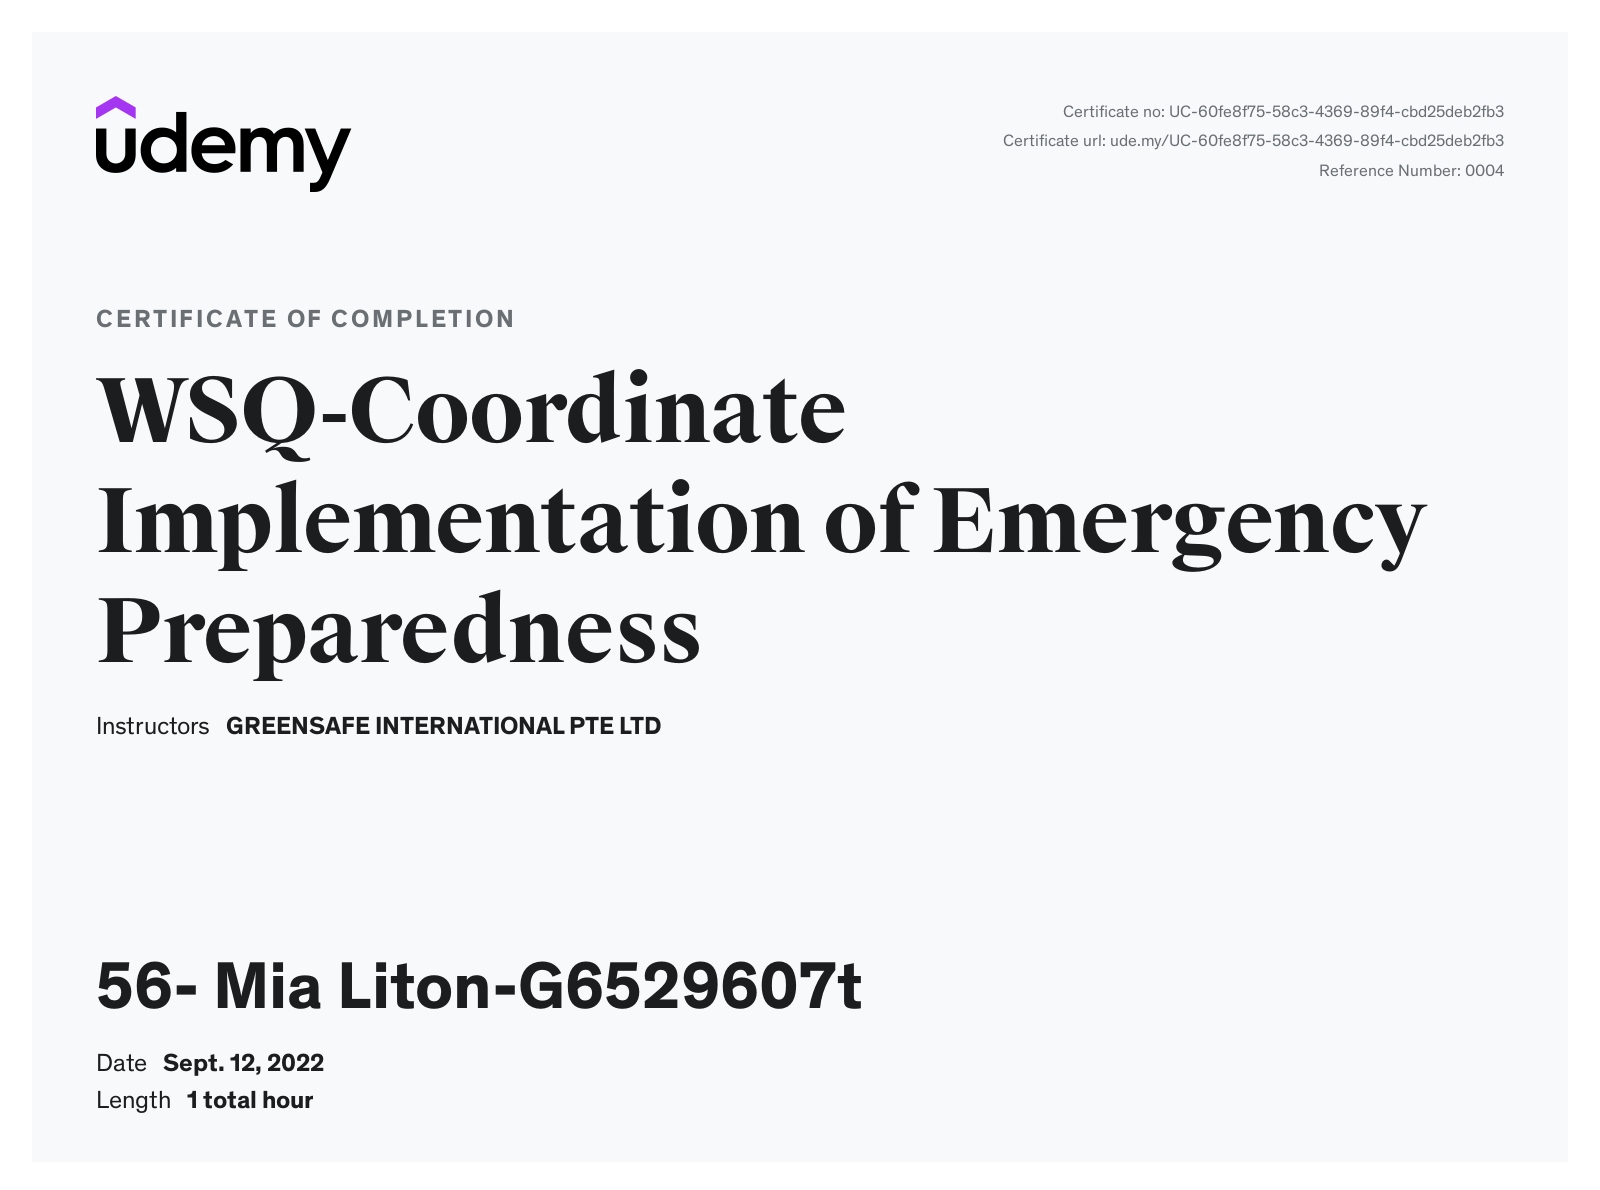 udemy
Certificate no: UC-60fe8f75-58c3-4369-89f4-cbd25deb2fb3
Certificate url: ude.my/UC-60fe8f75-58c3-4369-89f4-cbd25deb2fb3
Reference Number: 0004
CERTIFICATE OF COMPLETION
WSQ-Coordinate
Implementation of Emergency
Preparedness
Instructors GREENSAFE INTERNATIONAL PTE LTD
56- Mia Liton-G6529607t
Date Sept. 12, 2022
Length 1 total hour